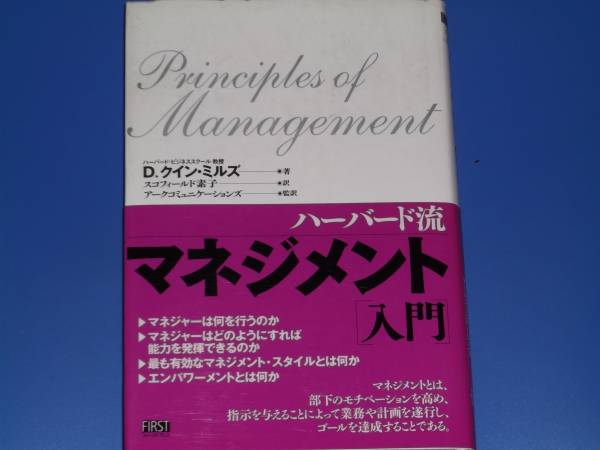 Principles of
Management
ハーバード・ビジネススクール 教授
D.クイン・ミルズ 著
スコフィールド素子 訳
アークコミュニケーションズ 監訳
ハーバード流
マネジメント
[入門]
▶マネジャーは何を行うのか
▶マネジャーはどのようにすれば
能力を発揮できるのか
▶最も有効なマネジメント・スタイルとは何か
▶エンパワーメントとは何か
マネジメントとは、
部下のモチベーションを高め、
指示を与えることによって業務や計画を遂行し、
ゴールを達成することである。
FIRST